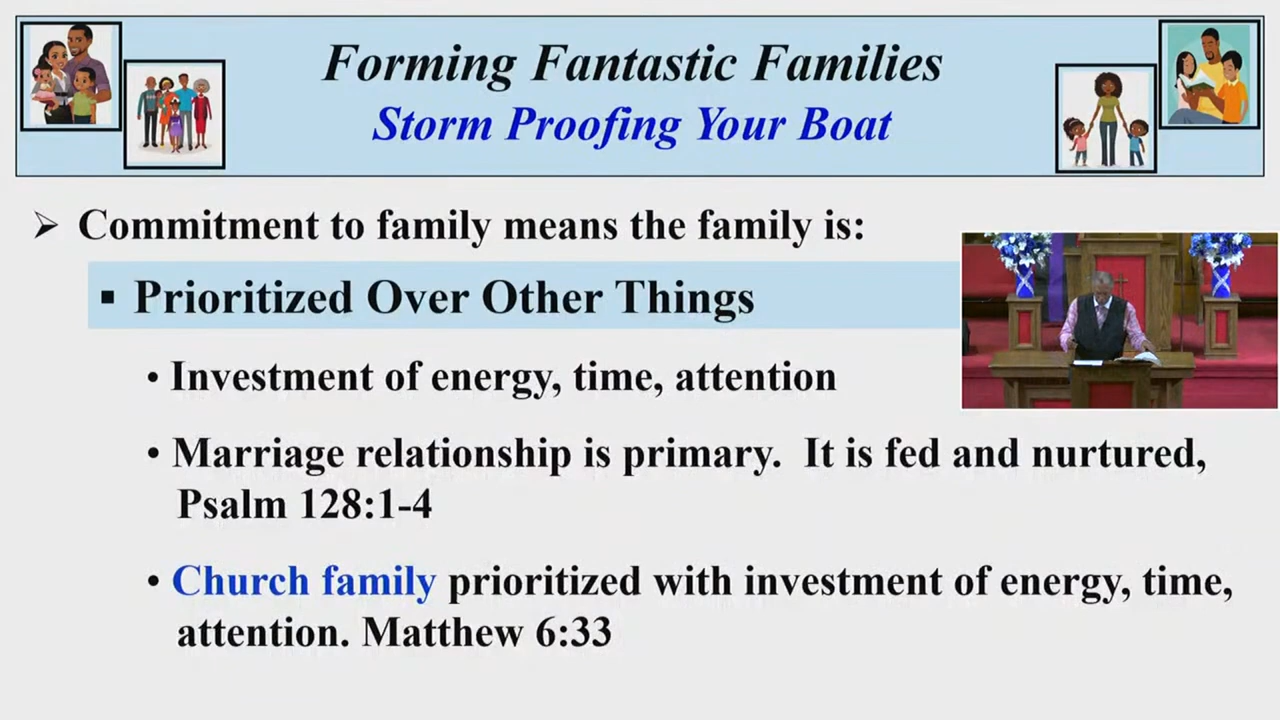 Forming Fantastic Families
Storm Proofing Your Boat
➢ Commitment to family means the family is:
▪ Prioritized Over Other Things
• Investment of energy, time, attention
• Marriage relationship is primary.  It is fed and nurtured,
Psalm 128:1-4
• Church family prioritized with investment of energy, time,
attention. Matthew 6:33